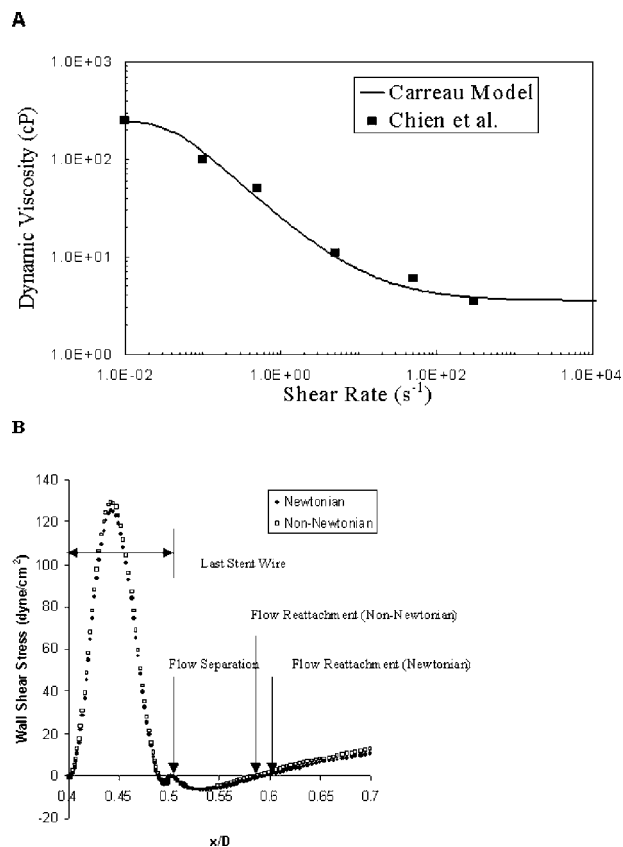 A
1.0E+03
1.0E+02
1.0E+01
1.0E+00
Dynamic Viscosity (cP)
Carreau Model
Chien et al.
1.0E-02
1.0E+00
1.0E+02
1.0E+04
Shear Rate (s-1)
B
140
120
100
80
60
40
20
0
-20
Wall Shear Stress (dyne/cm2)
Newtonian
Non-Newtonian
Last Stent Wire
Flow Reattachment (Non-Newtonian)
Flow Separation
Flow Reattachment (Newtonian)
0.4
0.45
0.5
0.55
0.6
0.65
0.7
x/D